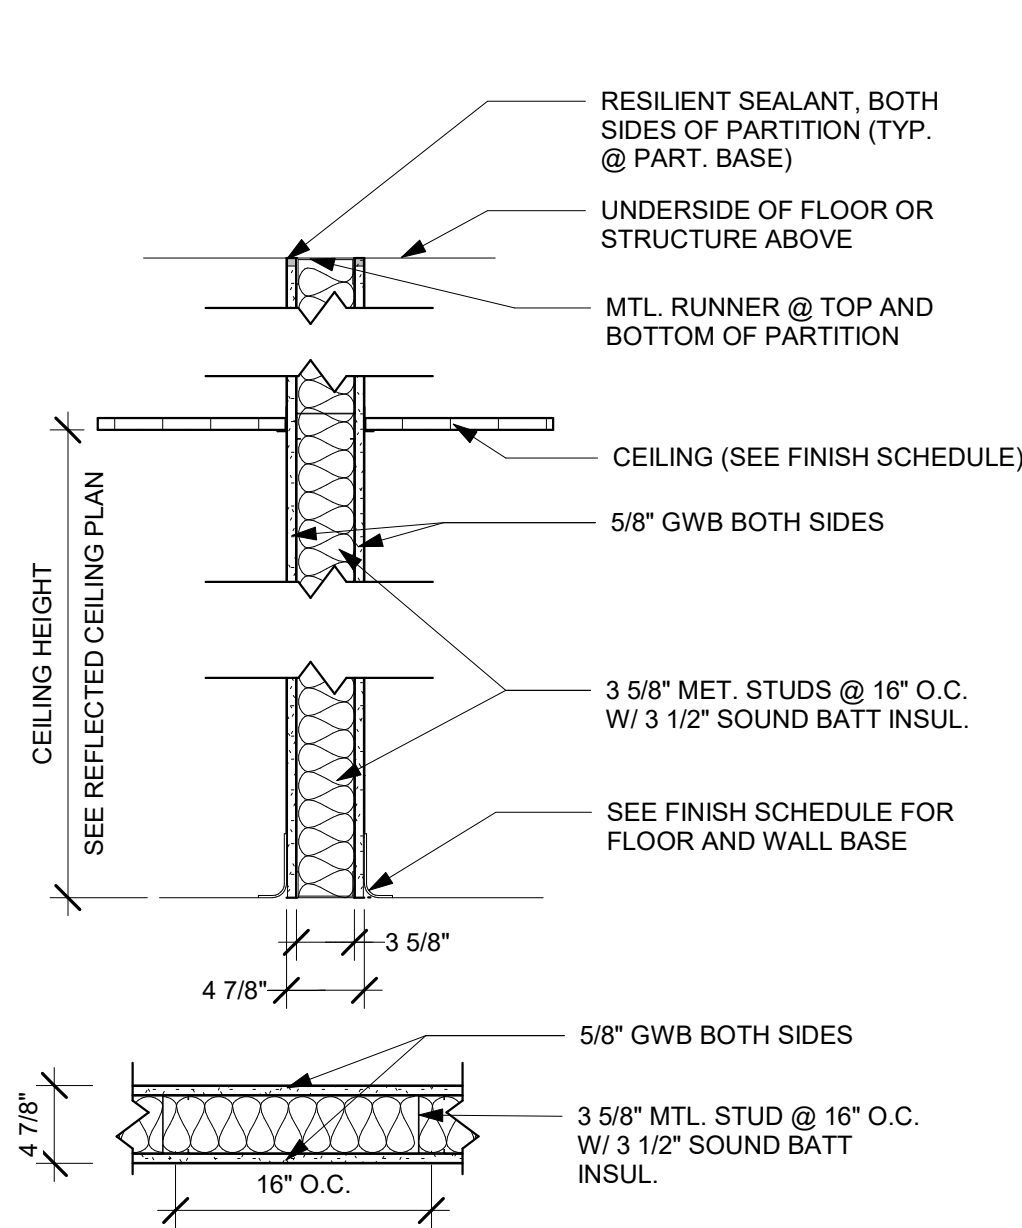 RESILIENT SEALANT, BOTH
SIDES OF PARTITION (TYP.
@ PART. BASE)
UNDERSIDE OF FLOOR OR
STRUCTURE ABOVE
MTL. RUNNER @ TOP AND
BOTTOM OF PARTITION
CEILING (SEE FINISH SCHEDULE)
5/8" GWB BOTH SIDES
CEILING HEIGHT
SEE REFLECTED CEILING PLAN
3 5/8" MET. STUDS @ 16" O.C.
W/ 3 1/2" SOUND BATT INSUL.
SEE FINISH SCHEDULE FOR
FLOOR AND WALL BASE
3 5/8"
4 7/8"
5/8" GWB BOTH SIDES
4 7/8"
3 5/8" MTL. STUD @ 16" O.C.
W/ 3 1/2" SOUND BATT
INSUL.
16" O.C.